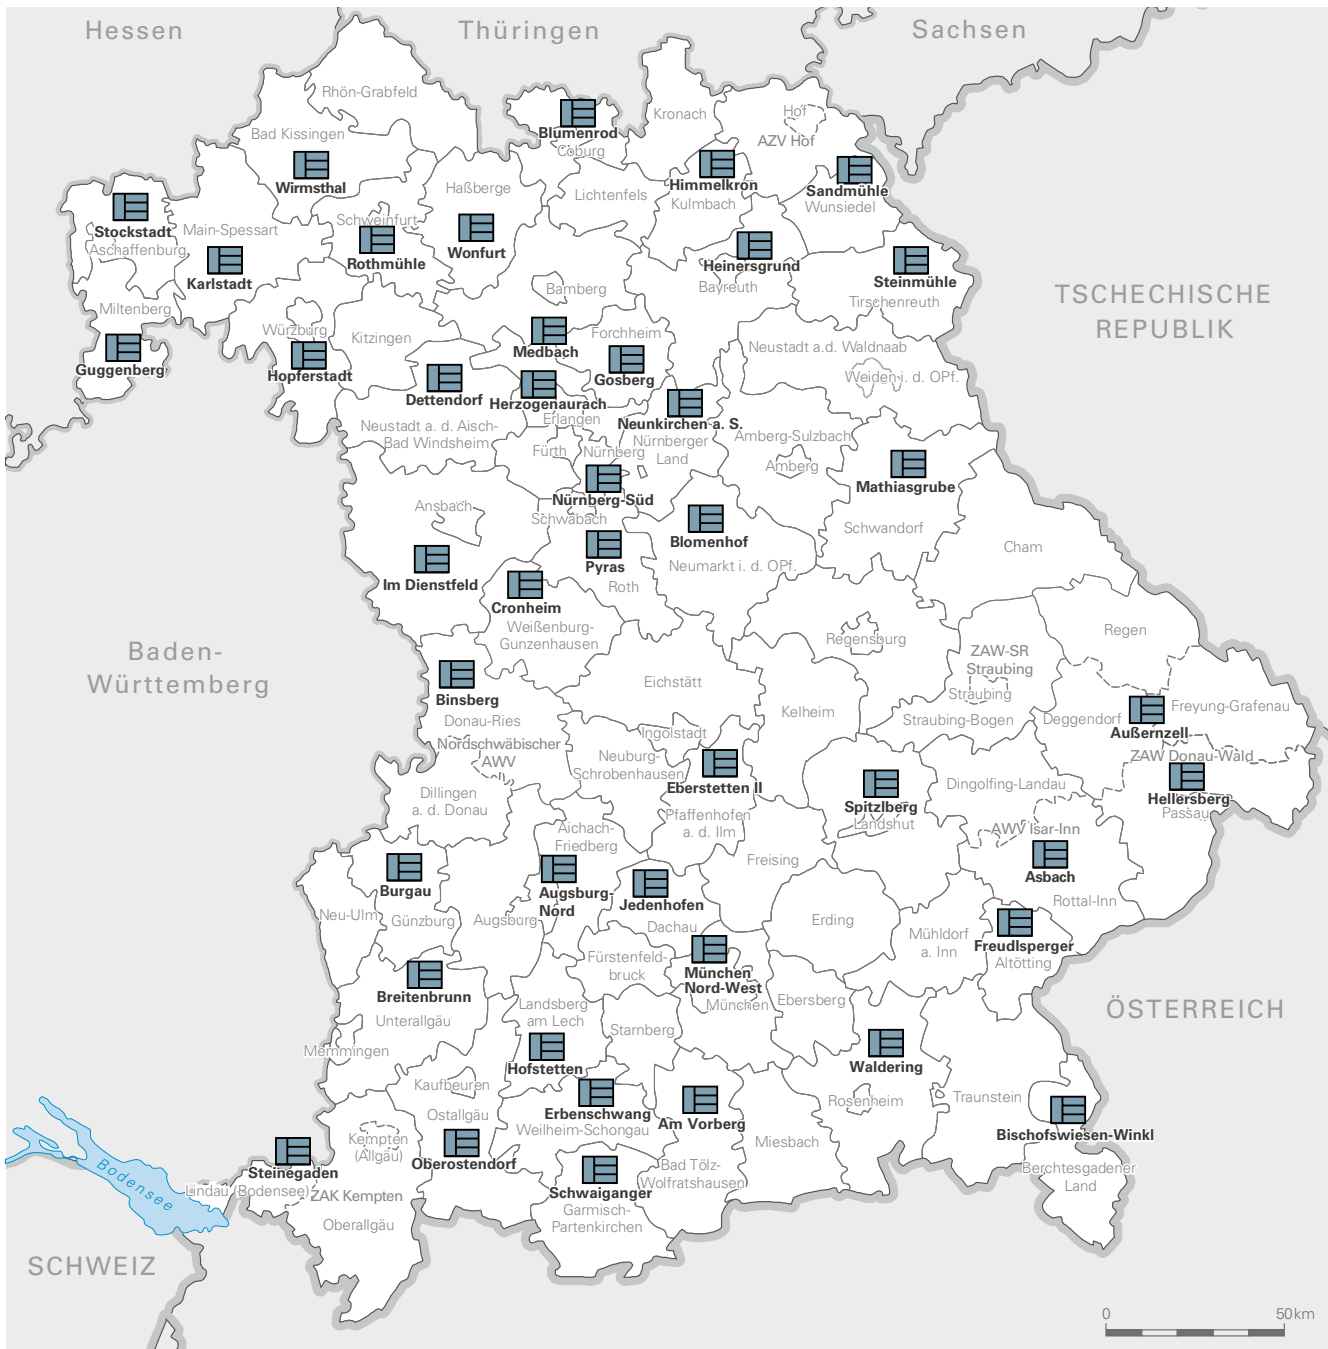 Hessen
Thüringen
Sachsen
Rhön-Grabfeld
Bad Kissingen
Wirmsthal
Blumenrod
Coburg
Kronach
Hof
AZV Hof
Himmelkron
Kulmbach
Sandmühle
Wunsiedel
Haßberge
Lichtenfels
Stockstadt
Aschaffenburg
Main-Spessart
Karlstadt
Schweinfurt
Rothmühle
Wonfurt
Heinersgrund
Bayreuth
Steinmühle
Tirschenreuth
TSCHECHISCHE
REPUBLIK
Miltenberg
Guggenberg
Würzburg
Hopferstadt
Kitzingen
Bamberg
Medbach
Forchheim
Gosberg
Neustadt a.d. Waldnaab
Weiden i. d. OPf.
Dettendorf
Herzogenaurach
Erlangen
Neunkirchen a. S.
Nürnberger
Land
Neustadt a. d. Aisch-
Bad Windsheim
Fürth
Nürnberg
Nürnberg-Süd
Schwabach
Amberg-Sulzbach
Amberg
Mathiasgrube
Schwandorf
Ansbach
Im Dienstfeld
Pyras
Roth
Blomenhof
Neumarkt i. d. OPf.
Cham
Cronheim
Weißenburg-
Gunzenhausen
Baden-
Württemberg
Regensburg
Regen
ZAW-SR
Straubing
Straubing
Straubing-Bogen
Binsberg
Donau-Ries
Nordschwäbischer
AWV
Eichstätt
Ingolstadt
Kelheim
Deggendorf
Außernzell
Freyung-Grafenau
ZAW Donau-Wald
Hellersberg
Passau
Neuburg-
Schrobenhausen
Eberstetten II
Pfaffenhofen
a. d. Ilm
Spitzlberg
Landshut
Dingolfing-Landau
Dillingen
a. d. Donau
Aichach-
Friedberg
AWV Isar-Inn
Asbach
Rottal-Inn
Burgau
Günzburg
Neu-Ulm
Augsburg
Augsburg-
Nord
Jedenhofen
Dachau
Freising
Erding
Mühldorf
a. Inn
Freudlsperger
Altötting
Breitenbrunn
Unterallgäu
Memmingen
Fürstenfeld-
bruck
München
Nord-West
München
Ebersberg
Landsberg
am Lech
Starnberg
Hofstetten
ÖSTERREICH
Waldering
Rosenheim
Traunstein
Kaufbeuren
Ostallgäu
Oberostendorf
Erbenschwang
Weilheim-Schongau
Am Vorberg
Bad Tölz-
Wolfratshausen
Miesbach
Bischofswiesen-Winkl
Berchtesgadener
Land
Kempten
(Allgäu)
Steinegaden
Lindau (Bodensee)
ZAK Kempten
Oberallgäu
Schwaiganger
Garmisch-
Partenkirchen
Bodensee
SCHWEIZ
0
50 km